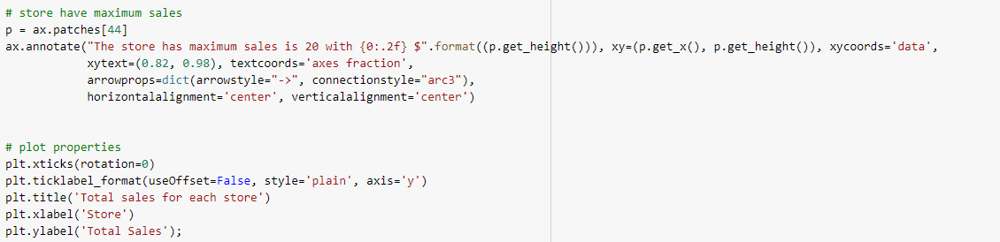 # store have maximum sales
p = ax.patches[44]
ax.annotate("The store has maximum sales is 20 with {0:.2f} $".format((p.get_height())), xy=(p.get_x(), p.get_height()), xycoords='data',
            xytext=(0.82, 0.98), textcoords='axes fraction',
            arrowprops=dict(arrowstyle="->", connectionstyle="arc3"),
            horizontalalignment='center', verticalalignment='center')
# plot properties
plt.xticks(rotation=0)
plt.ticklabel_format(useOffset=False, style='plain', axis='y')
plt.title('Total sales for each store')
plt.xlabel('Store')
plt.ylabel('Total Sales');